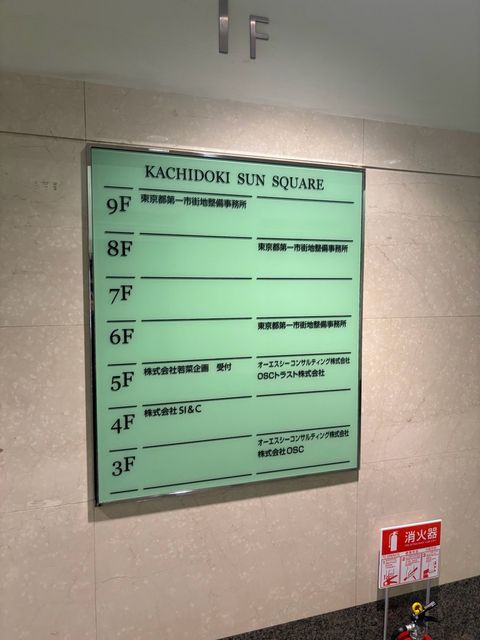 1F
KACHIDOKI SUN SQUARE
9F 東京都第一市街地整備事務所
8F 東京都第一市街地整備事務所
7F
6F 東京都第一市街地整備事務所
5F 株式会社若菜企画 受付 オーエスシーコンサルティング株式会社
OSCトラスト株式会社
4F 株式会社SI&C
3F オーエスシーコンサルティング株式会社
株式会社OSC
消火器